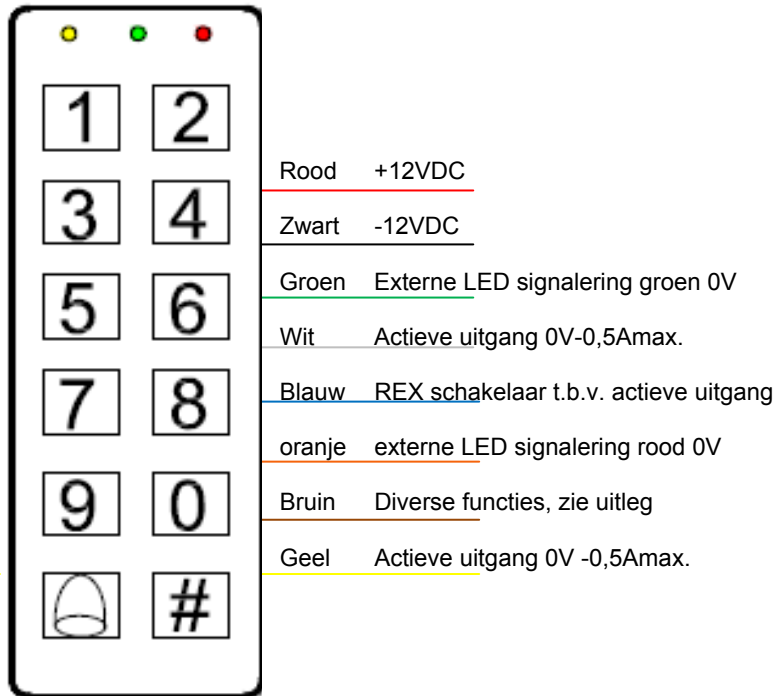 1 2
3 4
5 6
7 8
9 0
#
Rood +12VDC
Zwart -12VDC
Groen Externe LED signalering groen 0V
Wit Actieve uitgang 0V-0,5Amax.
Blauw REX schakelaar t.b.v. actieve uitgang
oranje externe LED signalering rood 0V
Bruin Diverse functies, zie uitleg
Geel Actieve uitgang 0V -0,5Amax.